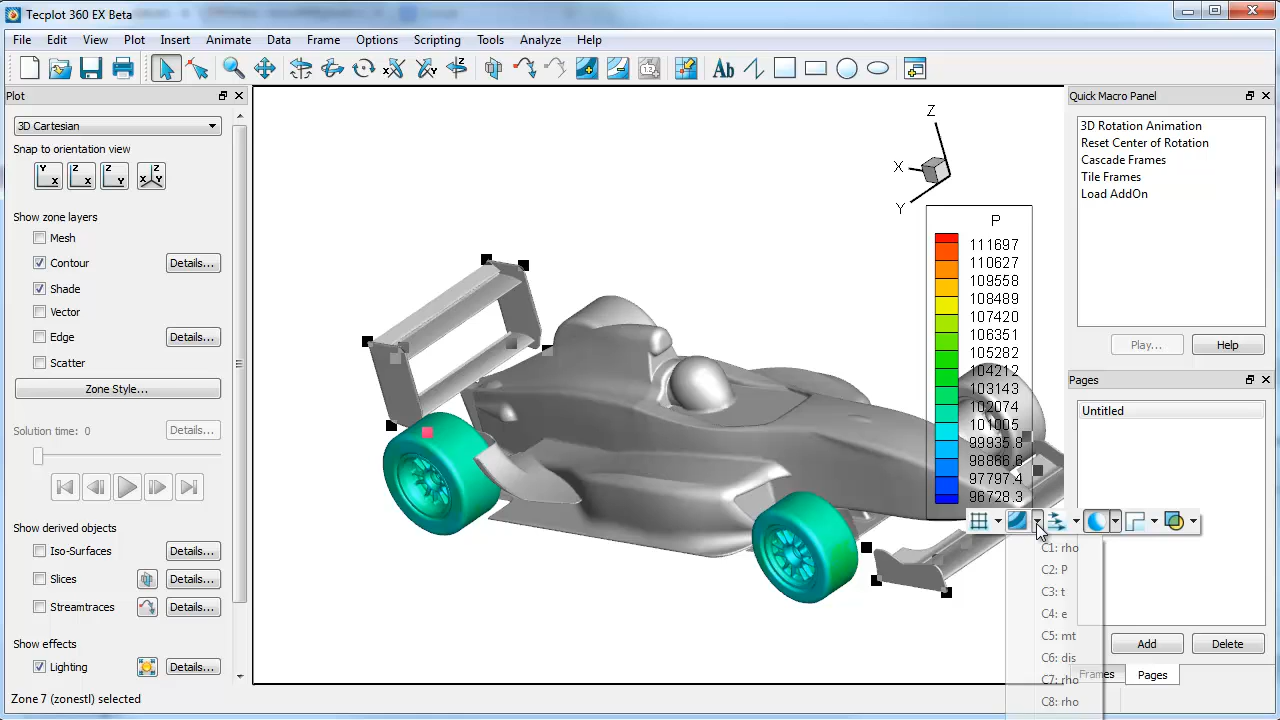 Tecplot 360 EX Beta
File Edit View Plot Insert Animate Data Frame Options Scripting Tools Analyze Help
Plot
3D Cartesian
Snap to orientation view
Y X
Z X
Z Y
Z Y X
Show zone layers
Mesh
Contour Details...
Shade
Vector
Edge Details...
Scatter
Zone Style...
Solution time: 0 Details...
Show derived objects
Iso-Surfaces Details...
Slices Details...
Streamtraces Details...
Show effects
Lighting Details...
Zone 7 (zonestl) selected
Z
X
Y
P
111697
110627
109558
108489
107420
106351
105282
104212
103143
102074
101005
99935.8
98866.6
97797.4
96728.3
C1: rho
C2: P
C3: t
C4: e
C5: mt
C6: dis
C7: rho
C8: rho
Quick Macro Panel
3D Rotation Animation
Reset Center of Rotation
Cascade Frames
Tile Frames
Load AddOn
Play... Help
Pages
Untitled
Add Delete
Frames Pages
Ab